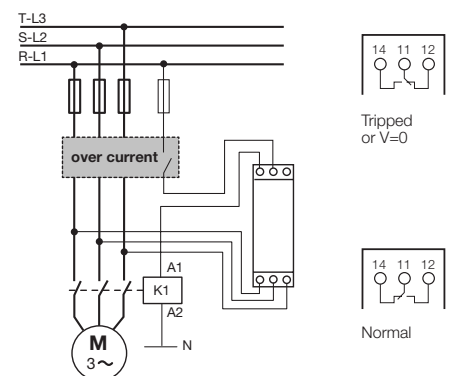 T-L3
S-L2
R-L1
over current
A1
K1
A2
N
M
3~
14 11 12
Tripped
or V=0
14 11 12
Normal